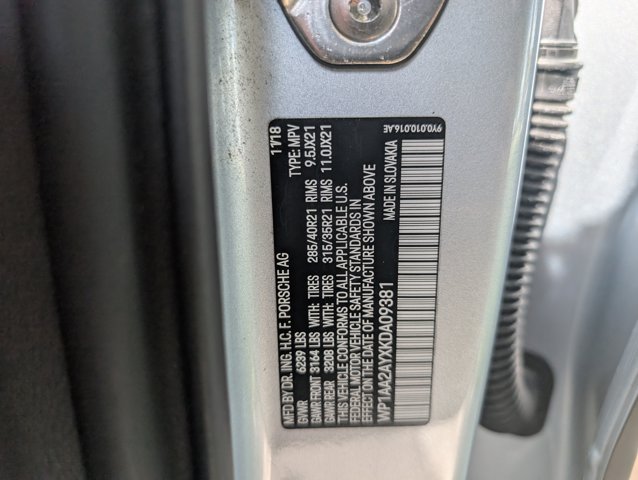 MFD BY/DR. ING. H.C. F. PORSCHE AG 11/18
GVWR 6239 LBS TYPE: MPV
GAWR FRONT 3164 LBS WITH: TIRES 285/40R21 RIMS 9.5JX21
GAWR REAR 3208 LBS WITH: TIRES 315/35R21 RIMS 11.0JX21
THIS VEHICLE CONFORMS TO ALL APPLICABLE U.S.
FEDERAL MOTOR VEHICLE SAFETY STANDARDS IN
EFFECT ON THE DATE OF MANUFACTURE SHOWN ABOVE
MADE IN SLOVAKIA
WP1AA2AYXKDA09381
9Y0.010.016.AE